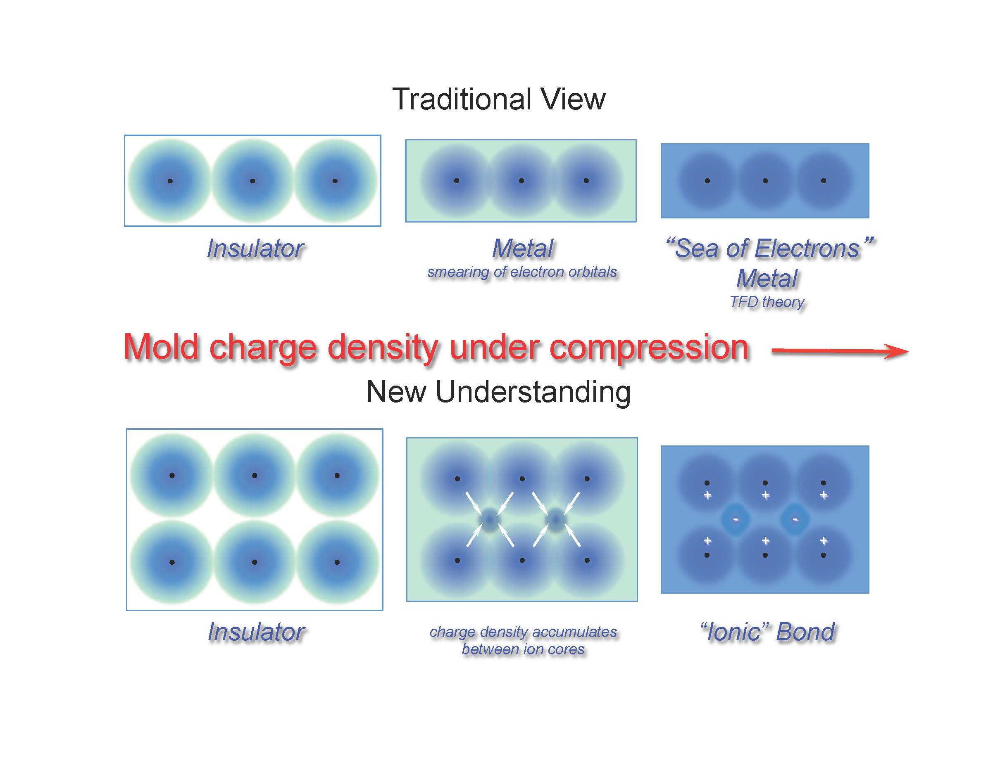 Traditional View
Insulator
Metal
smearing of electron orbitals
“Sea of Electrons”
Metal
TFD theory
Mold charge density under compression
New Understanding
+ + +
- -
+ + +
Insulator
charge density accumulates
between ion cores
“Ionic” Bond